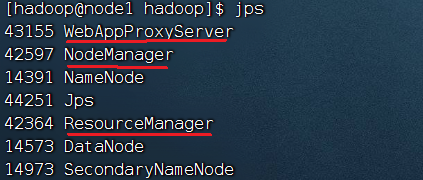 [hadoop@node1 hadoop]$ jps
43155 WebAppProxyServer
42597 NodeManager
14391 NameNode
44251 Jps
42364 ResourceManager
14573 DataNode
14973 SecondaryNameNode